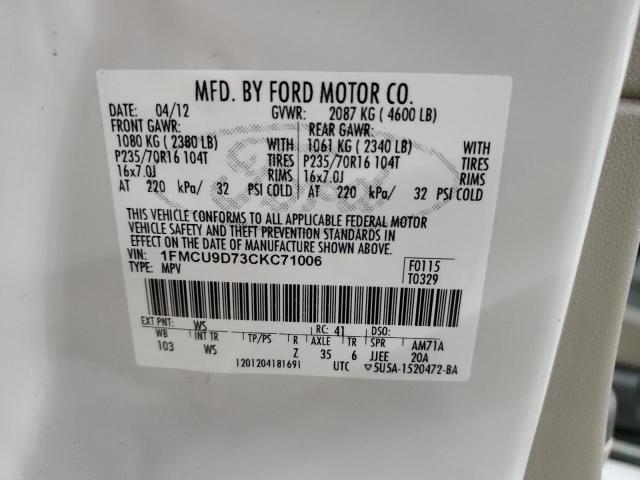 MFD. BY FORD MOTOR CO.
DATE: 04/12 GVWR: 2087 KG ( 4600 LB)
FRONT GAWR: REAR GAWR:
1080 KG ( 2380 LB) WITH 1061 KG ( 2340 LB) WITH
P235/70R16 104T TIRES P235/70R16 104T TIRES
16x7.0J RIMS 16x7.0J RIMS
AT 220 kPa/ 32 PSI COLD AT 220 kPa/ 32 PSI COLD
THIS VEHICLE CONFORMS TO ALL APPLICABLE FEDERAL MOTOR
VEHICLE SAFETY AND THEFT PREVENTION STANDARDS IN
EFFECT ON THE DATE OF MANUFACTURE SHOWN ABOVE.
VIN: 1FMCU9D73CKC71006 F0115
TYPE: MPV T0329
EXT PNT: WS RC: 41 DSO:
WB INT TR TP/PS R AXLE TR SPR AM71A
103 WS Z 35 6 JJEE 20A
1201204181691 UTC ▽5U5A-1520472-BA
Ford